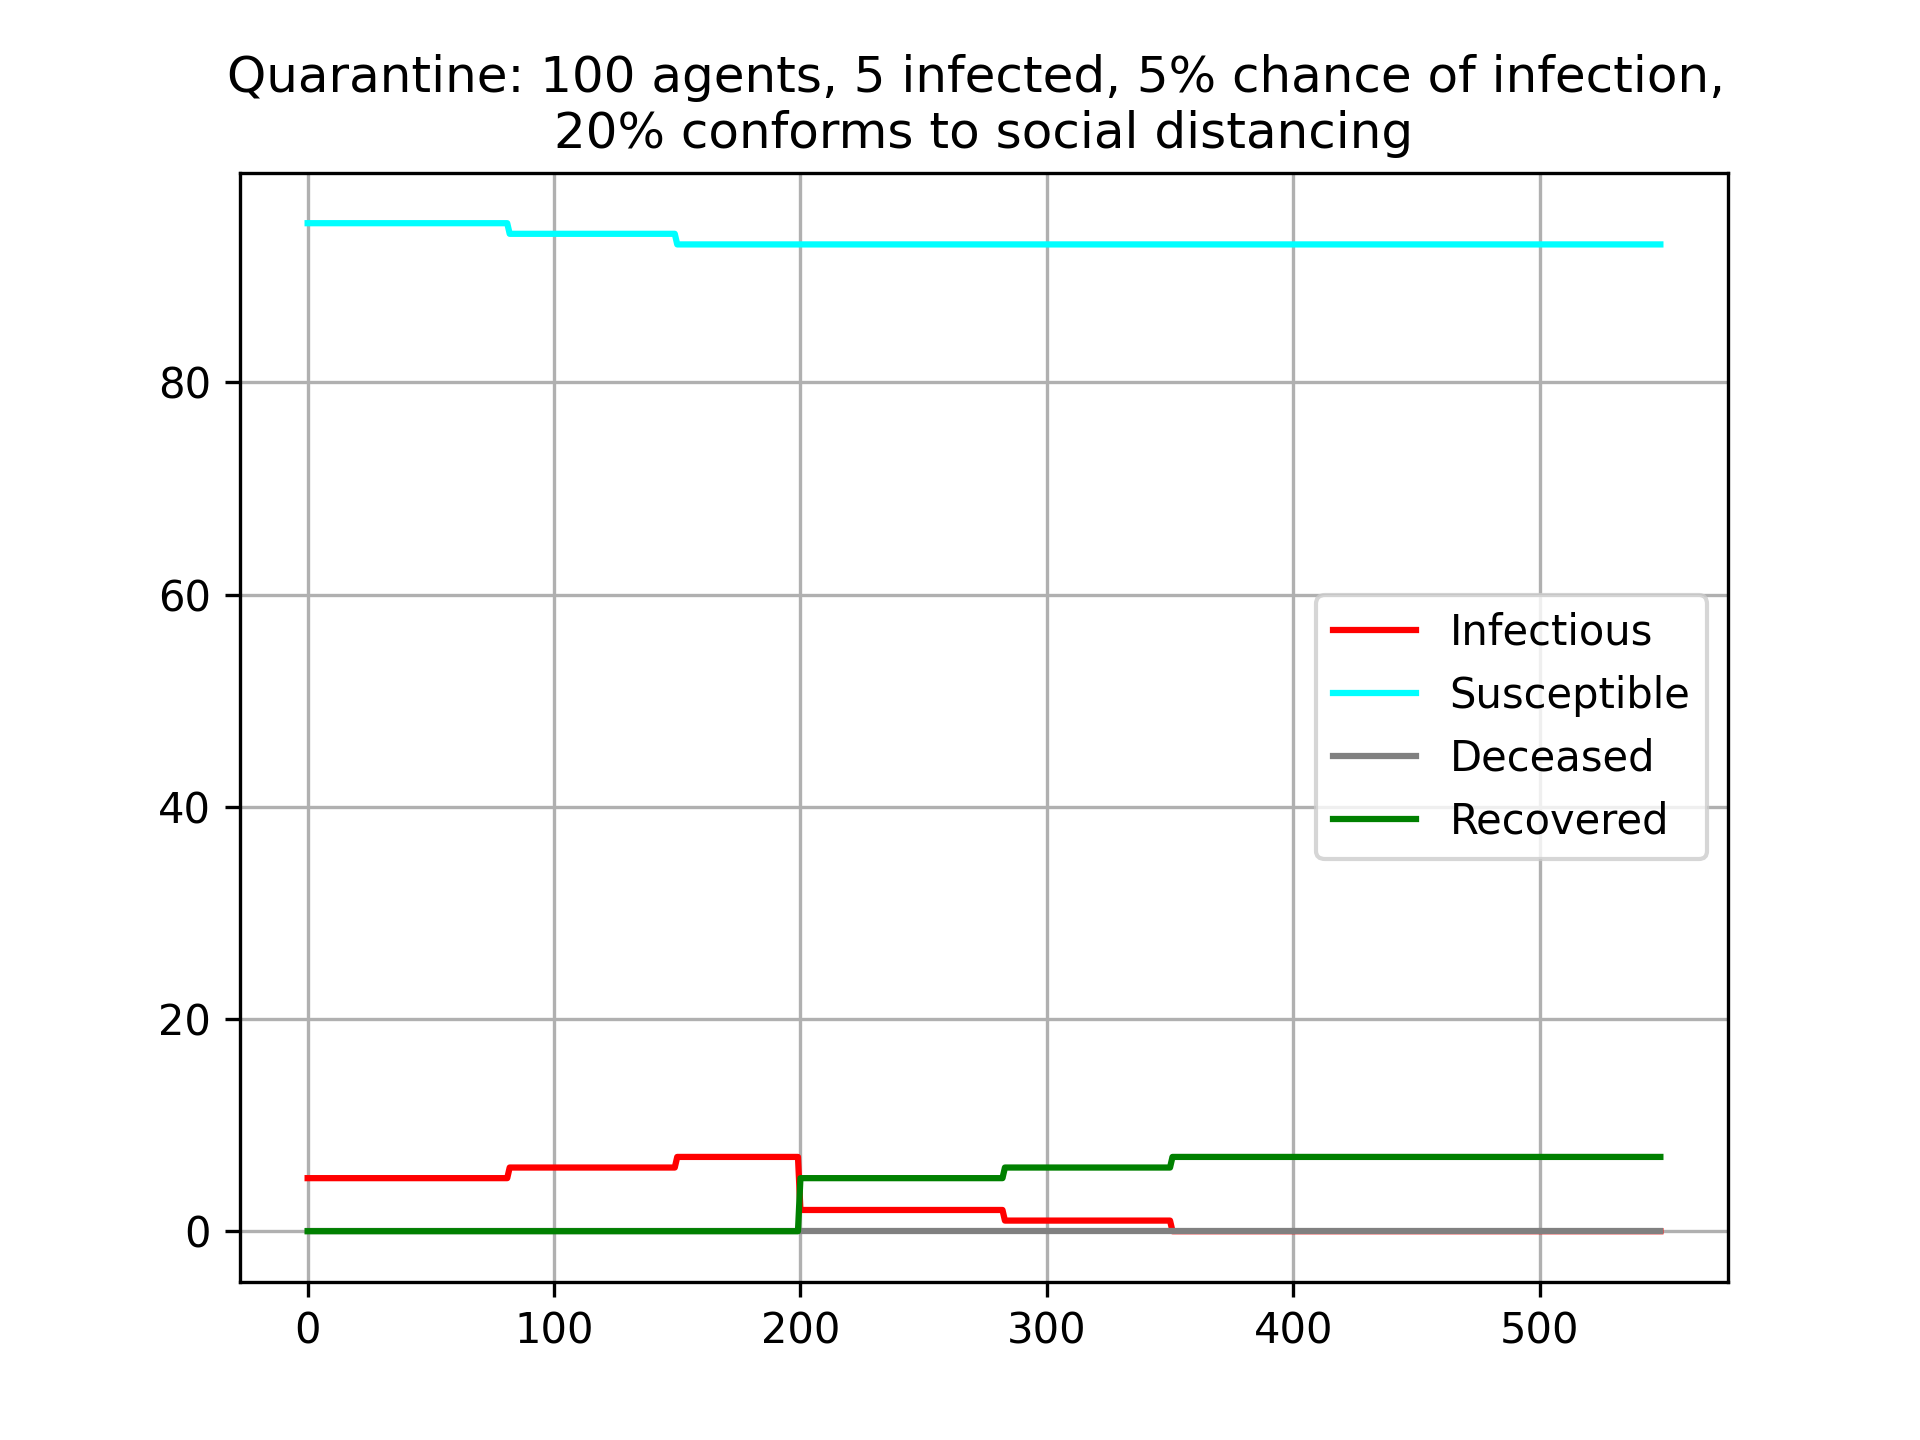 Quarantine: 100 agents, 5 infected, 5% chance of infection,
20% conforms to social distancing
80
60
40
20
0
Infectious
Susceptible
Deceased
Recovered
0 100 200 300 400 500